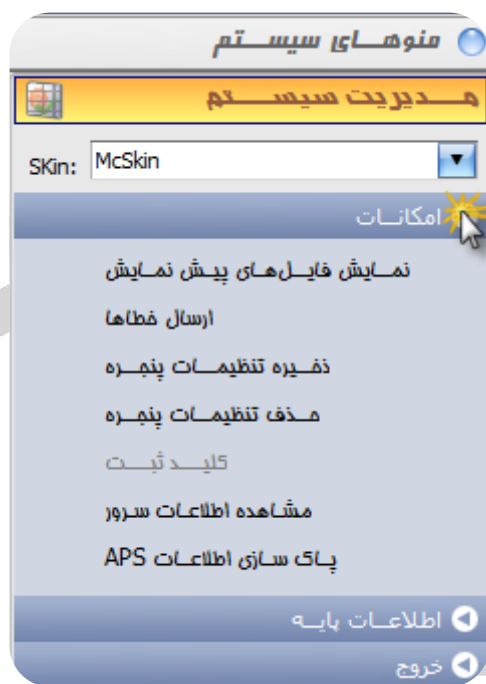 منوهای سیستم
مدیریت سیستم
SKin: McSkin
امکانات
نمایش فایل‌های پیش نمایش
ارسال خطاها
ذخیره تنظیمات پنجره
حذف تنظیمات پنجره
کلید ثبت
مشاهده اطلاعات سرور
پاک سازی اطلاعات APS
اطلاعات پایه
خروج